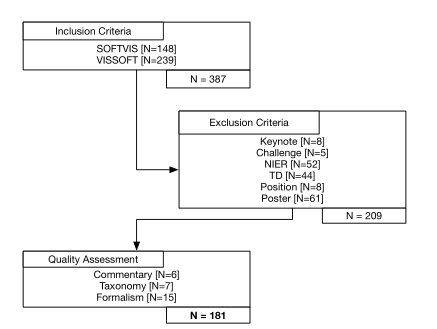 Inclusion Criteria
SOFTVIS [N=148]
VISSOFT [N=239]
N = 387
Exclusion Criteria
Keynote [N=8]
Challenge [N=5]
NIER [N=52]
TD [N=44]
Position [N=8]
Poster [N=61]
N = 209
Quality Assessment
Commentary [N=6]
Taxonomy [N=7]
Formalism [N=15]
N = 181